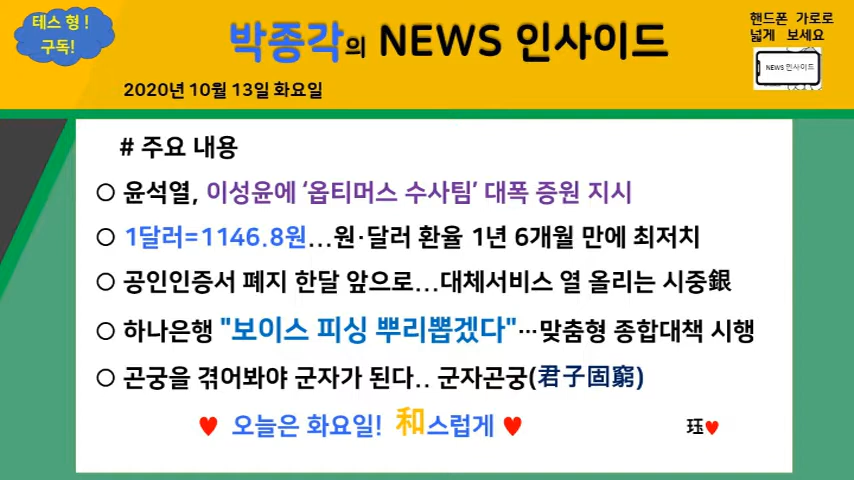 테스 형 !
구독!
박종각의 NEWS 인사이드
핸드폰 가로로
넓게 보세요
NEWS 인사이드
2020년 10월 13일 화요일
# 주요 내용
○ 윤석열, 이성윤에 ‘옵티머스 수사팀’ 대폭 증원 지시
○ 1달러=1146.8원...원·달러 환율 1년 6개월 만에 최저치
○ 공인인증서 폐지 한달 앞으로...대체서비스 열 올리는 시중銀
○ 하나은행 "보이스 피싱 뿌리뽑겠다"…맞춤형 종합대책 시행
○ 곤궁을 겪어봐야 군자가 된다.. 군자곤궁(君子固窮)
♥ 오늘은 화요일! 和스럽게 ♥
珏♥